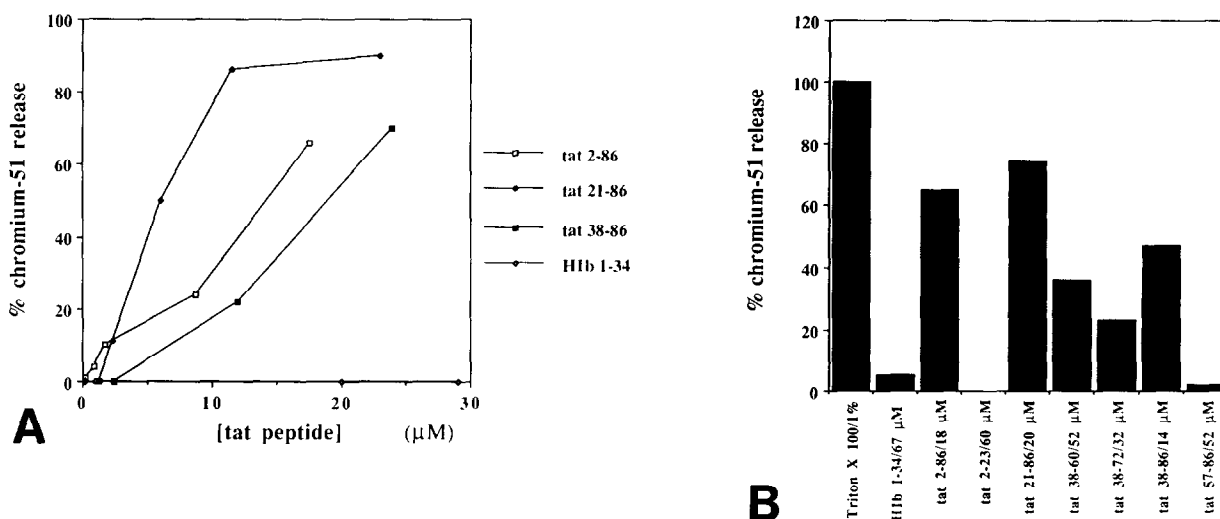 100
80
60
40
20
0
% chromium-51 release
0
10
20
30
[tat peptide] (μM)
tat 2-86
tat 21-86
tat 38-86
H1b 1-34
A
120
100
80
60
40
20
0
% chromium-51 release
Triton X 100/1%
H1b 1-34/67 μM
tat 2-86/18 μM
tat 2-23/60 μM
tat 21-86/20 μM
tat 38-60/52 μM
tat 38-72/32 μM
tat 38-86/14 μM
tat 57-86/52 μM
B